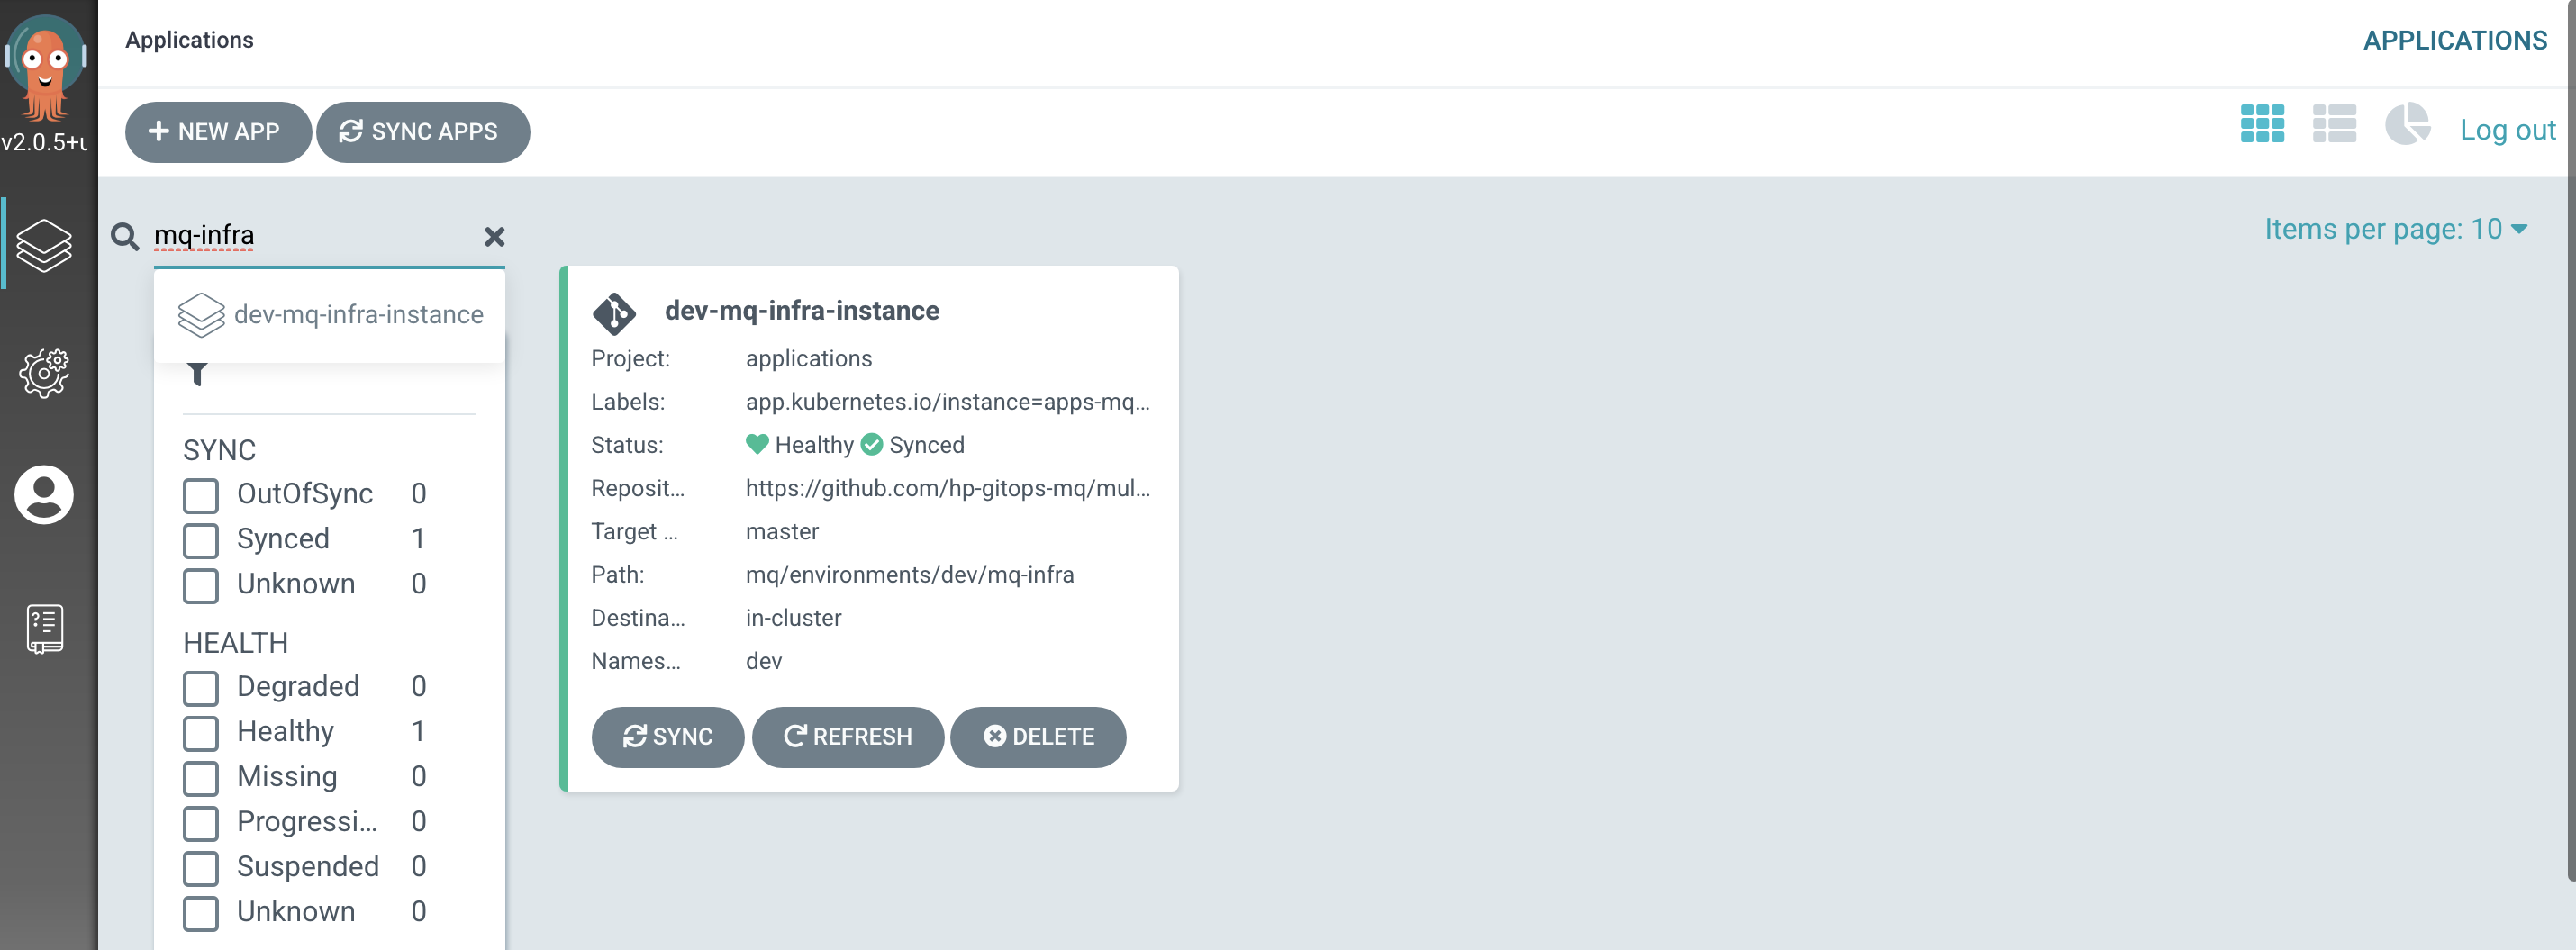 Applications
APPLICATIONS
v2.0.5+u
NEW APP
SYNC APPS
Log out
mq-infra
Items per page: 10
dev-mq-infra-instance
SYNC
OutOfSync 0
Synced 1
Unknown 0
HEALTH
Degraded 0
Healthy 1
Missing 0
Progressi... 0
Suspended 0
Unknown 0
dev-mq-infra-instance
Project: applications
Labels: app.kubernetes.io/instance=apps-mq...
Status: Healthy Synced
Reposit... https://github.com/hp-gitops-mq/mul...
Target ... master
Path: mq/environments/dev/mq-infra
Destina... in-cluster
Names... dev
SYNC
REFRESH
DELETE